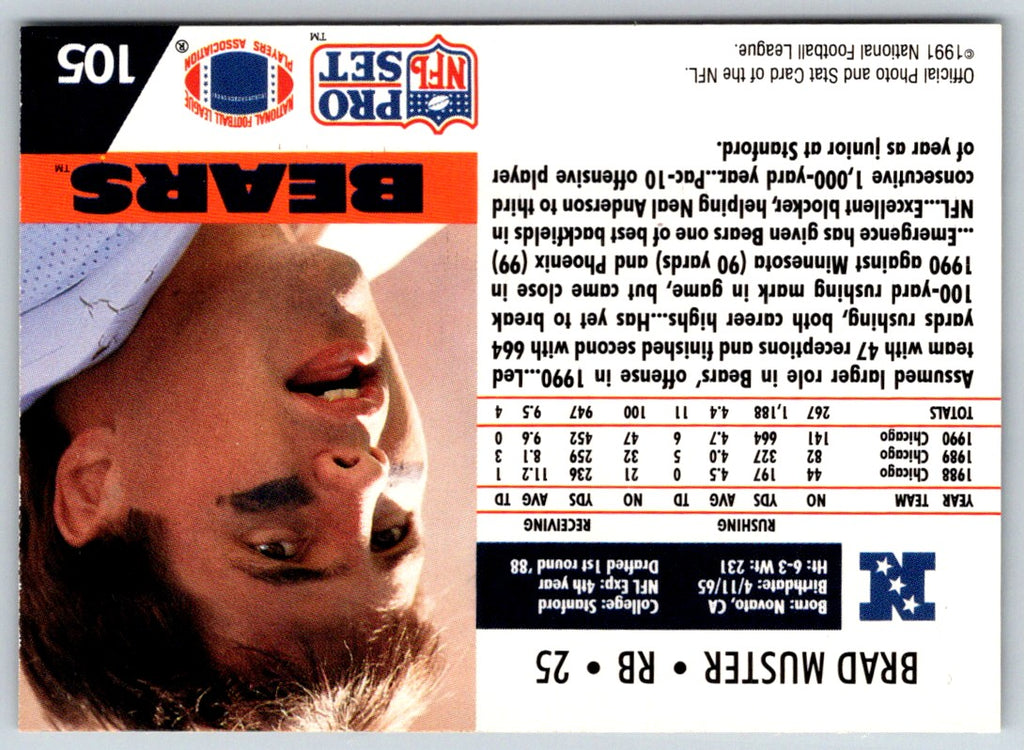 BRAD MUSTER • RB • 25
N
Born: Novato, CA
Birthdate: 4/11/65
Ht: 6-3 Wt: 231
College: Stanford
NFL Exp: 4th year
Drafted 1st round '88
RUSHING RECEIVING
YEAR TEAM NO YDS AVG TD NO YDS AVG TD
1988 Chicago 44 197 4.5 0 21 236 11.2 1
1989 Chicago 82 327 4.0 5 32 259 8.1 3
1990 Chicago 141 664 4.7 6 47 452 9.6 0
TOTALS 267 1,188 4.4 11 100 947 9.5 4
Assumed larger role in Bears' offense in 1990...Led
team with 47 receptions and finished second with 664
yards rushing, both career highs...Has yet to break
100-yard rushing mark in game, but came close in
1990 against Minnesota (90 yards) and Phoenix (99)
...Emergence has given Bears one of best backfields in
NFL...Excellent blocker, helping Neal Anderson to third
consecutive 1,000-yard year...Pac-10 offensive player
of year as junior at Stanford.
Official Photo and Stat Card of the NFL.
©1991 National Football League.
BEARS™
NFL
PRO
SET
™
NATIONAL FOOTBALL LEAGUE
PLAYERS ASSOCIATION
®
105